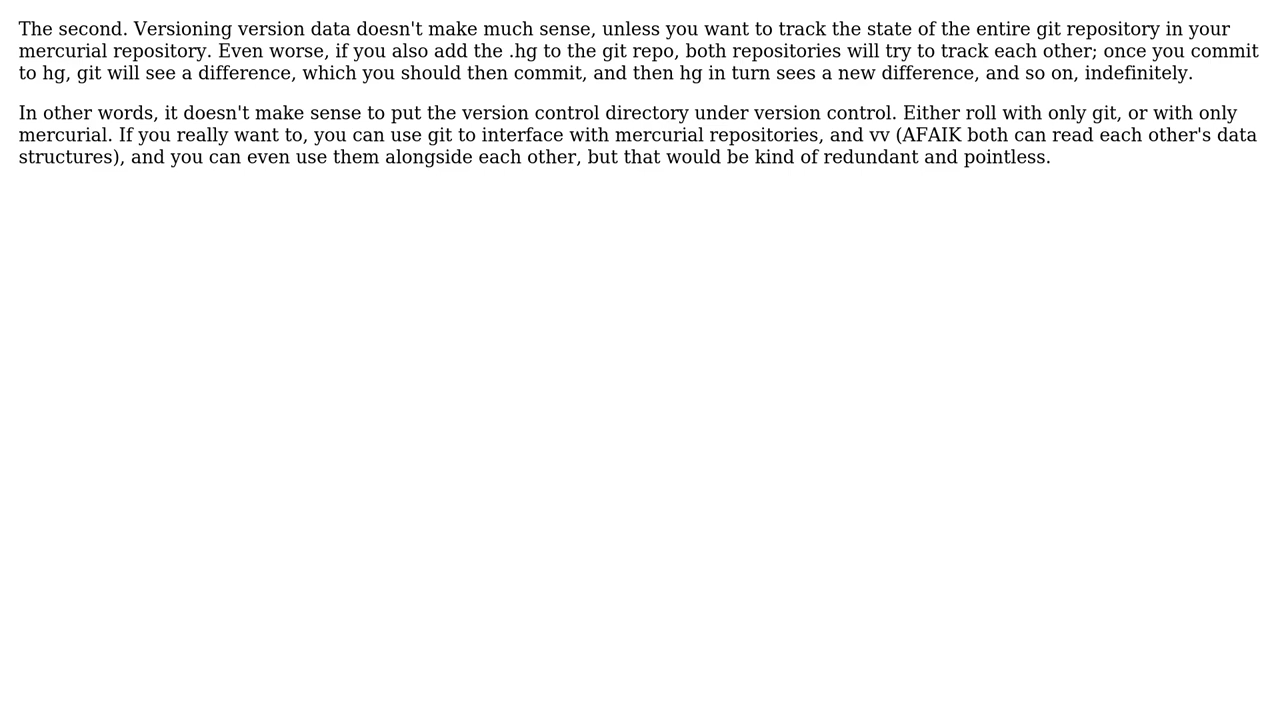 The second. Versioning version data doesn't make much sense, unless you want to track the state of the entire git repository in your
mercurial repository. Even worse, if you also add the .hg to the git repo, both repositories will try to track each other; once you commit
to hg, git will see a difference, which you should then commit, and then hg in turn sees a new difference, and so on, indefinitely.
In other words, it doesn't make sense to put the version control directory under version control. Either roll with only git, or with only
mercurial. If you really want to, you can use git to interface with mercurial repositories, and vv (AFAIK both can read each other's data
structures), and you can even use them alongside each other, but that would be kind of redundant and pointless.